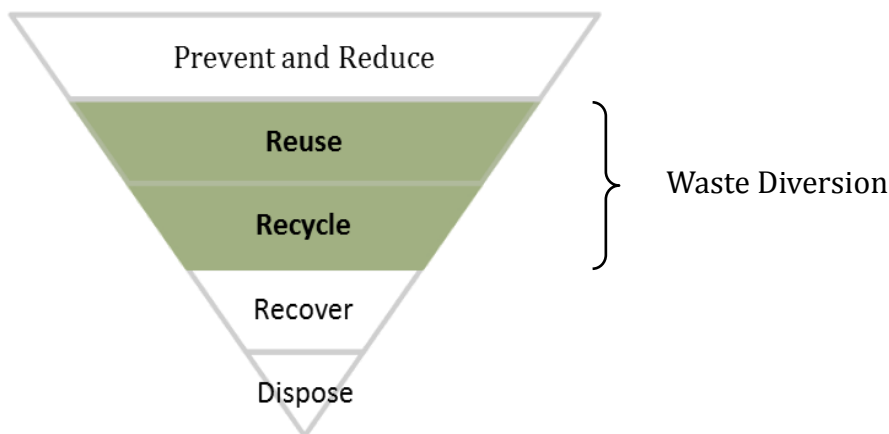 Prevent and Reduce
Reuse
Recycle
Waste Diversion
Recover
Dispose